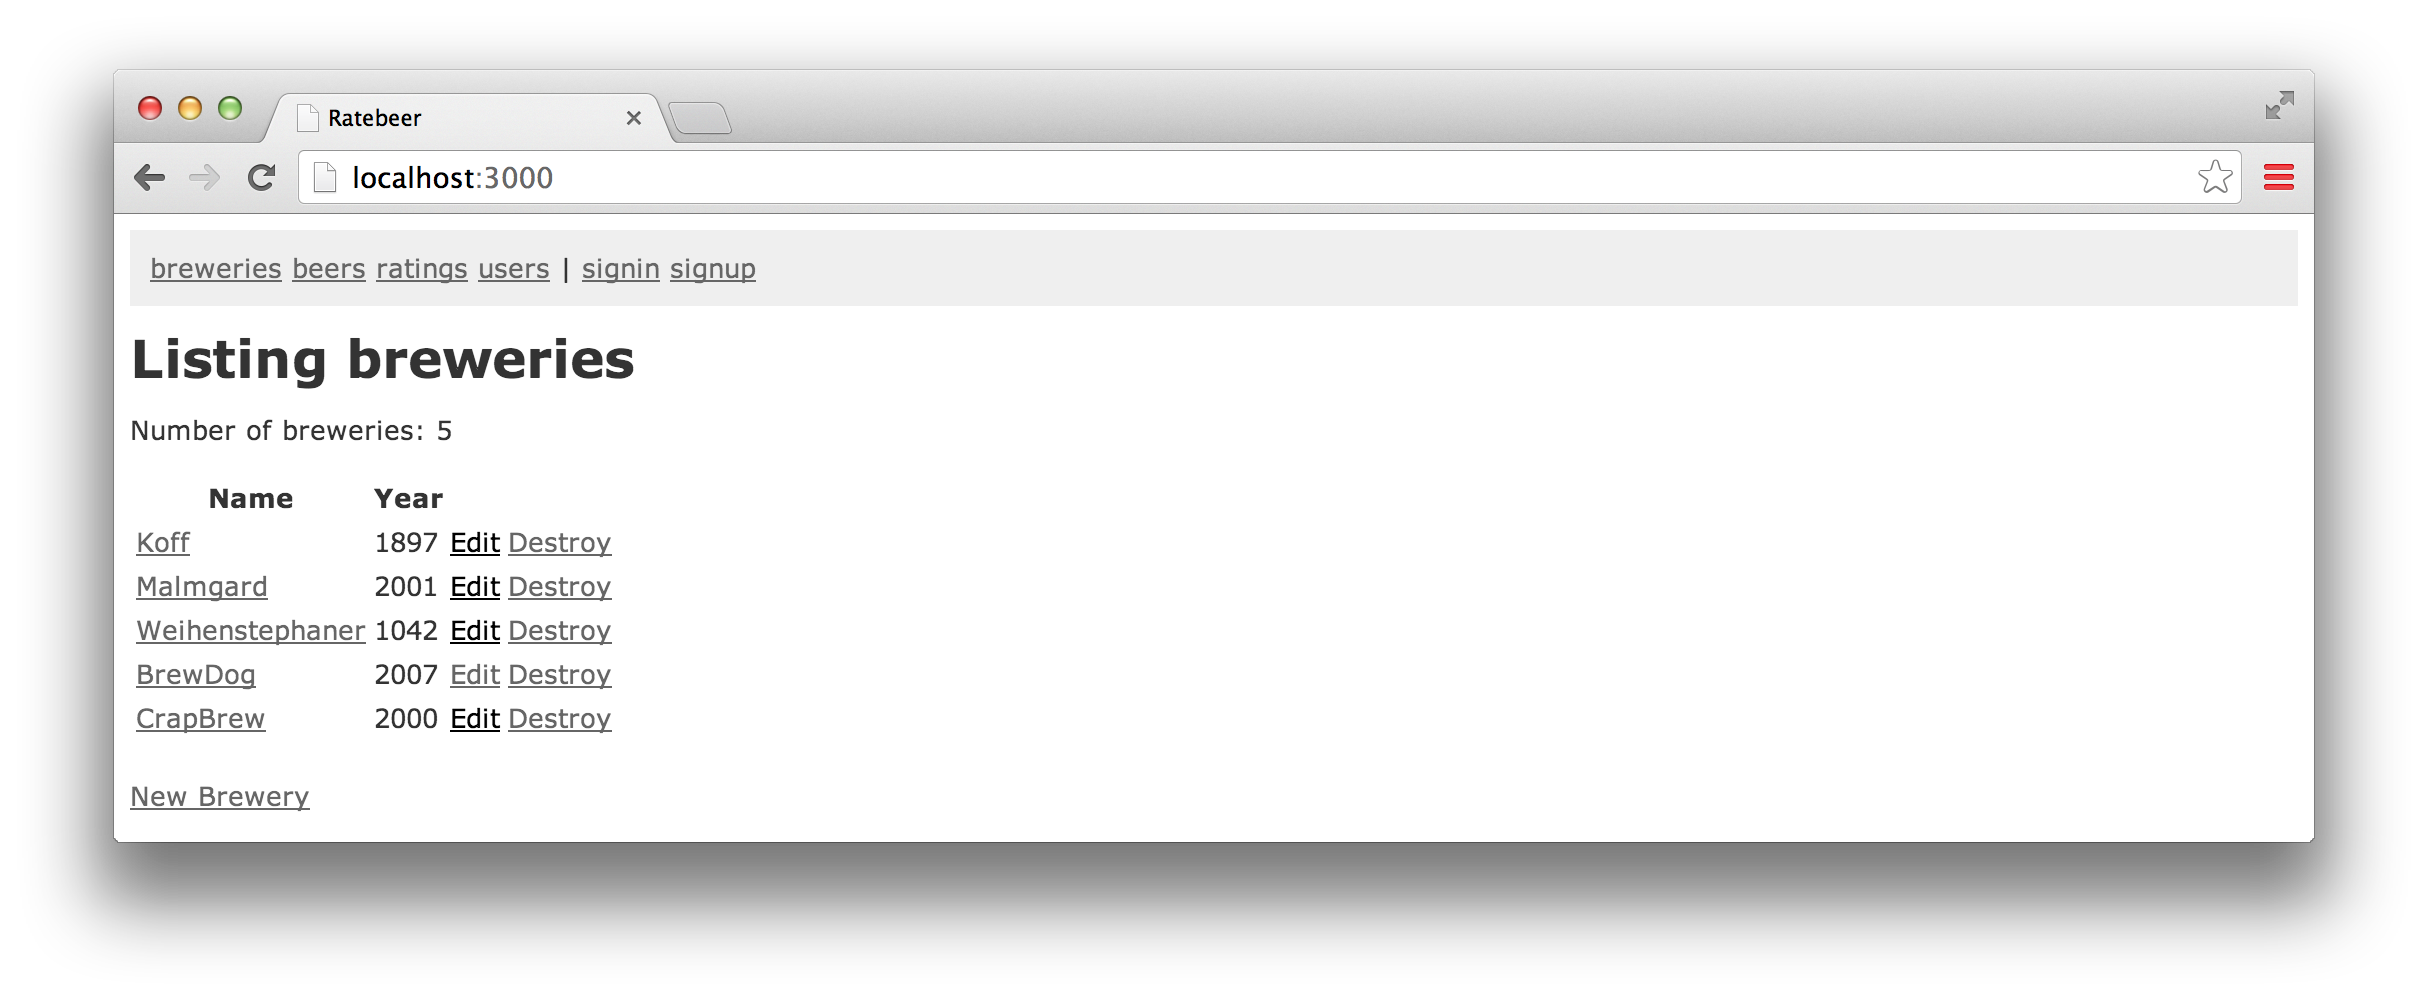 Ratebeer
localhost:3000
breweries beers ratings users | signin signup
Listing breweries
Number of breweries: 5
Name Year
Koff 1897 Edit Destroy
Malmgard 2001 Edit Destroy
Weihenstephaner 1042 Edit Destroy
BrewDog 2007 Edit Destroy
CrapBrew 2000 Edit Destroy
New Brewery